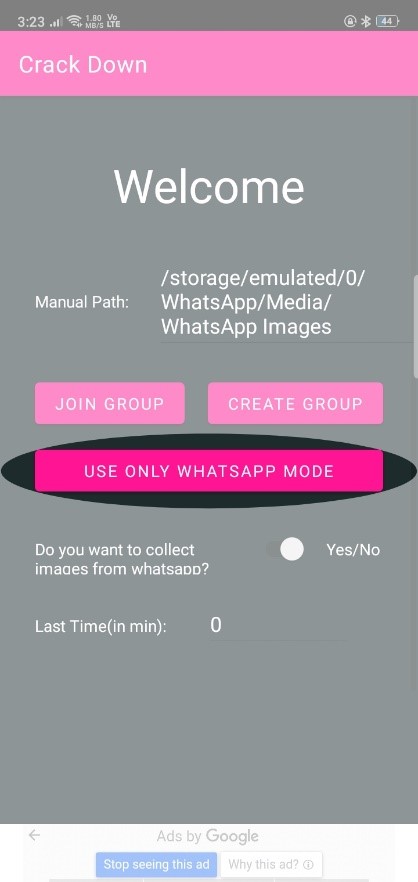 3:23
1.80
MB/S
Vo
LTE
44
Crack Down
Welcome
Manual Path:
/storage/emulated/0/
WhatsApp/Media/
WhatsApp Images
JOIN GROUP
CREATE GROUP
USE ONLY WHATSAPP MODE
Do you want to collect
images from whatsapp?
Yes/No
Last Time(in min):
0
Ads by Google
Stop seeing this ad
Why this ad?